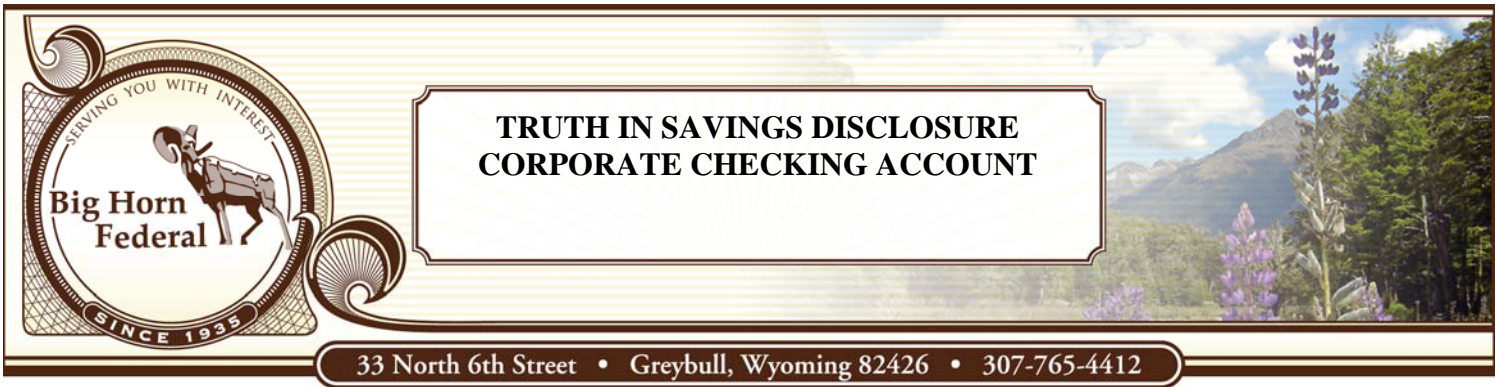 SERVING YOU WITH INTEREST
Big Horn
Federal
SINCE 1935
TRUTH IN SAVINGS DISCLOSURE
CORPORATE CHECKING ACCOUNT
33 North 6th Street • Greybull, Wyoming 82426 • 307-765-4412